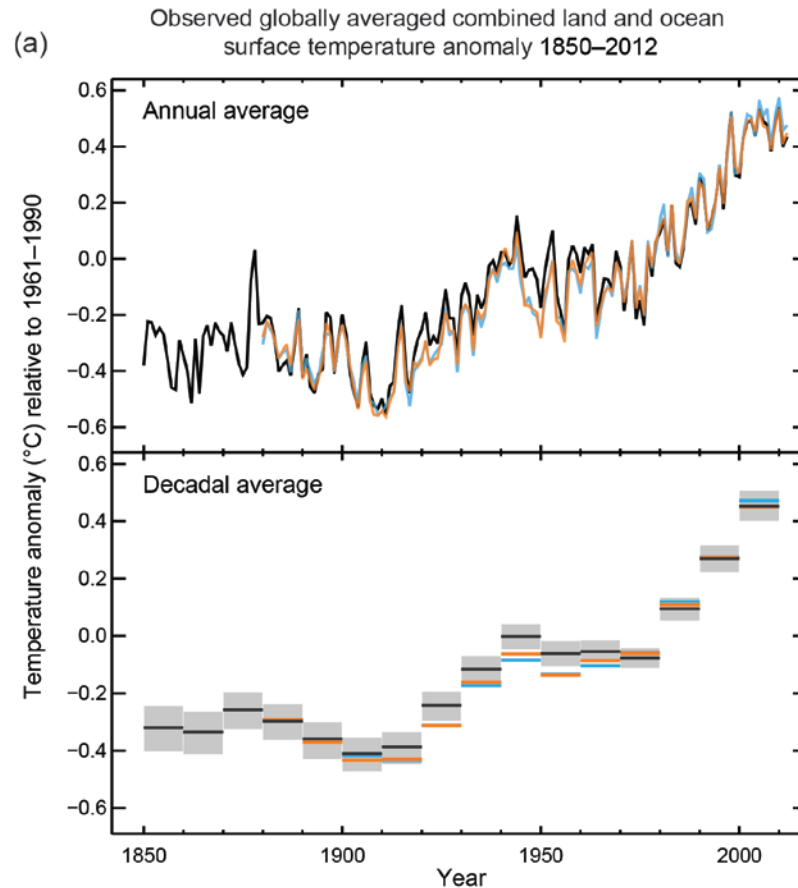 Observed globally averaged combined land and ocean
(a)
surface temperature anomaly 1850–2012
Temperature anomaly (°C) relative to 1961–1990
0.6
Annual average
0.4
0.2
0.0
−0.2
−0.4
−0.6
0.6
Decadal average
0.4
0.2
0.0
−0.2
−0.4
−0.6
1850
1900
1950
2000
Year